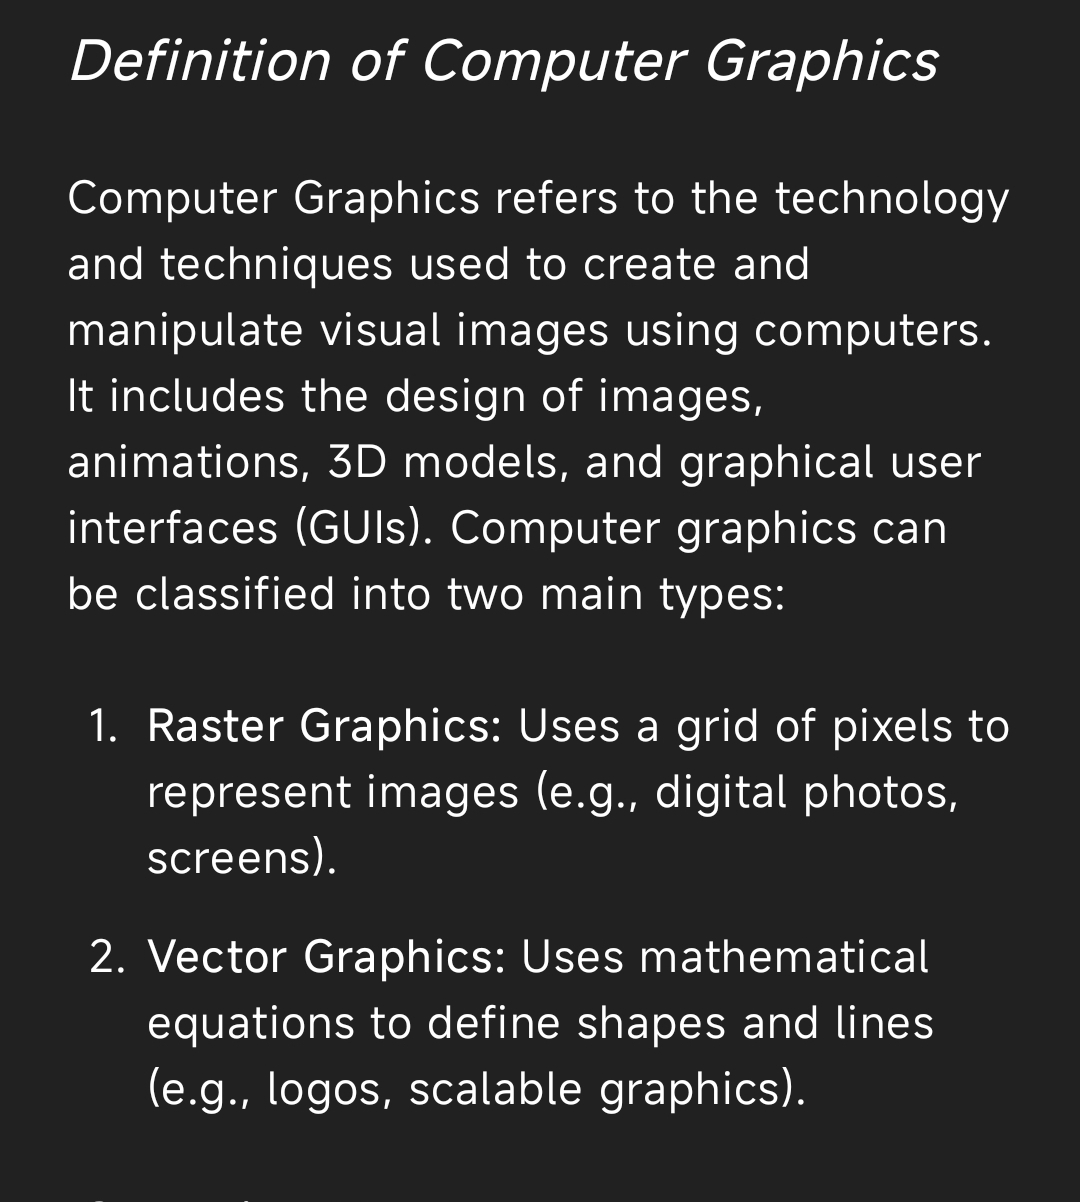 Definition of Computer Graphics
Computer Graphics refers to the technology
and techniques used to create and
manipulate visual images using computers.
It includes the design of images,
animations, 3D models, and graphical user
interfaces (GUIs). Computer graphics can
be classified into two main types:
1. Raster Graphics: Uses a grid of pixels to
represent images (e.g., digital photos,
screens).
2. Vector Graphics: Uses mathematical
equations to define shapes and lines
(e.g., logos, scalable graphics).